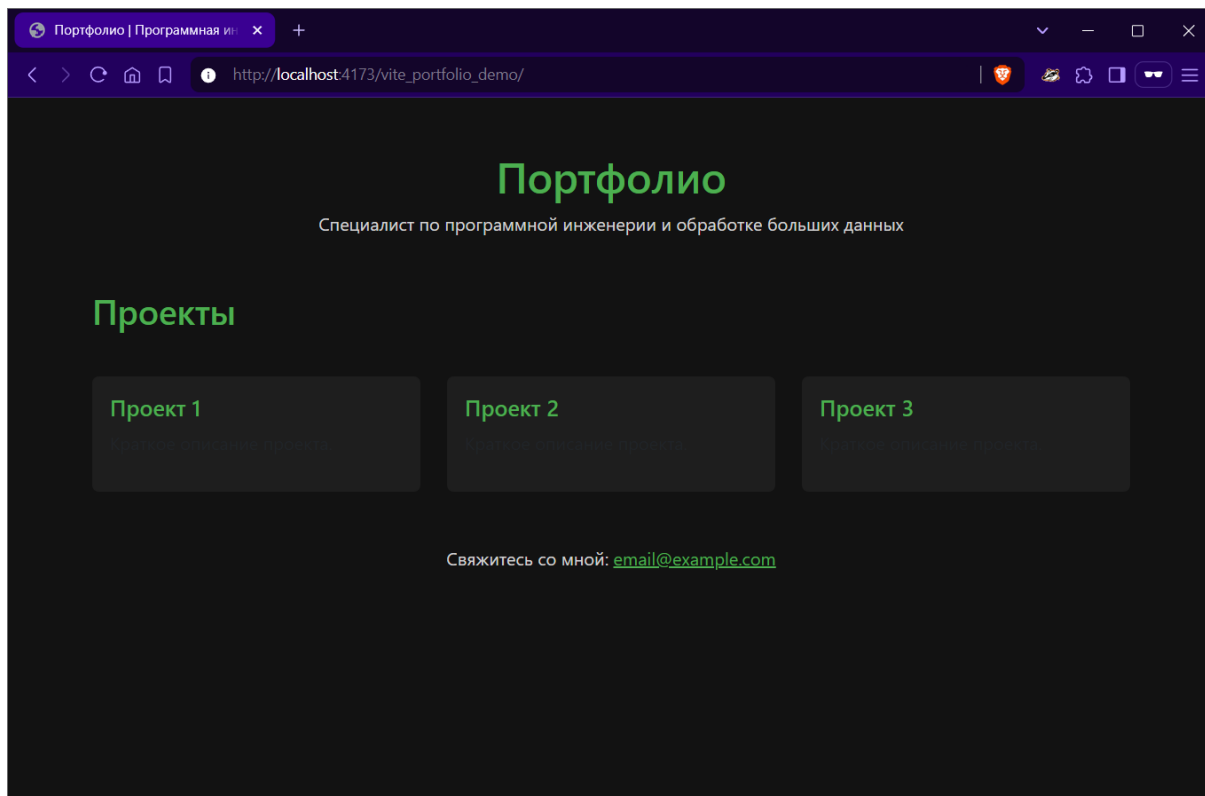 Портфолио | Программная ин
http://localhost:4173/vite_portfolio_demo/
Портфолио
Специалист по программной инженерии и обработке больших данных
Проекты
Проект 1
Проект 2
Проект 3
Краткое описание проекта.
Краткое описание проекта.
Краткое описание проекта.
Свяжитесь со мной: email@example.com